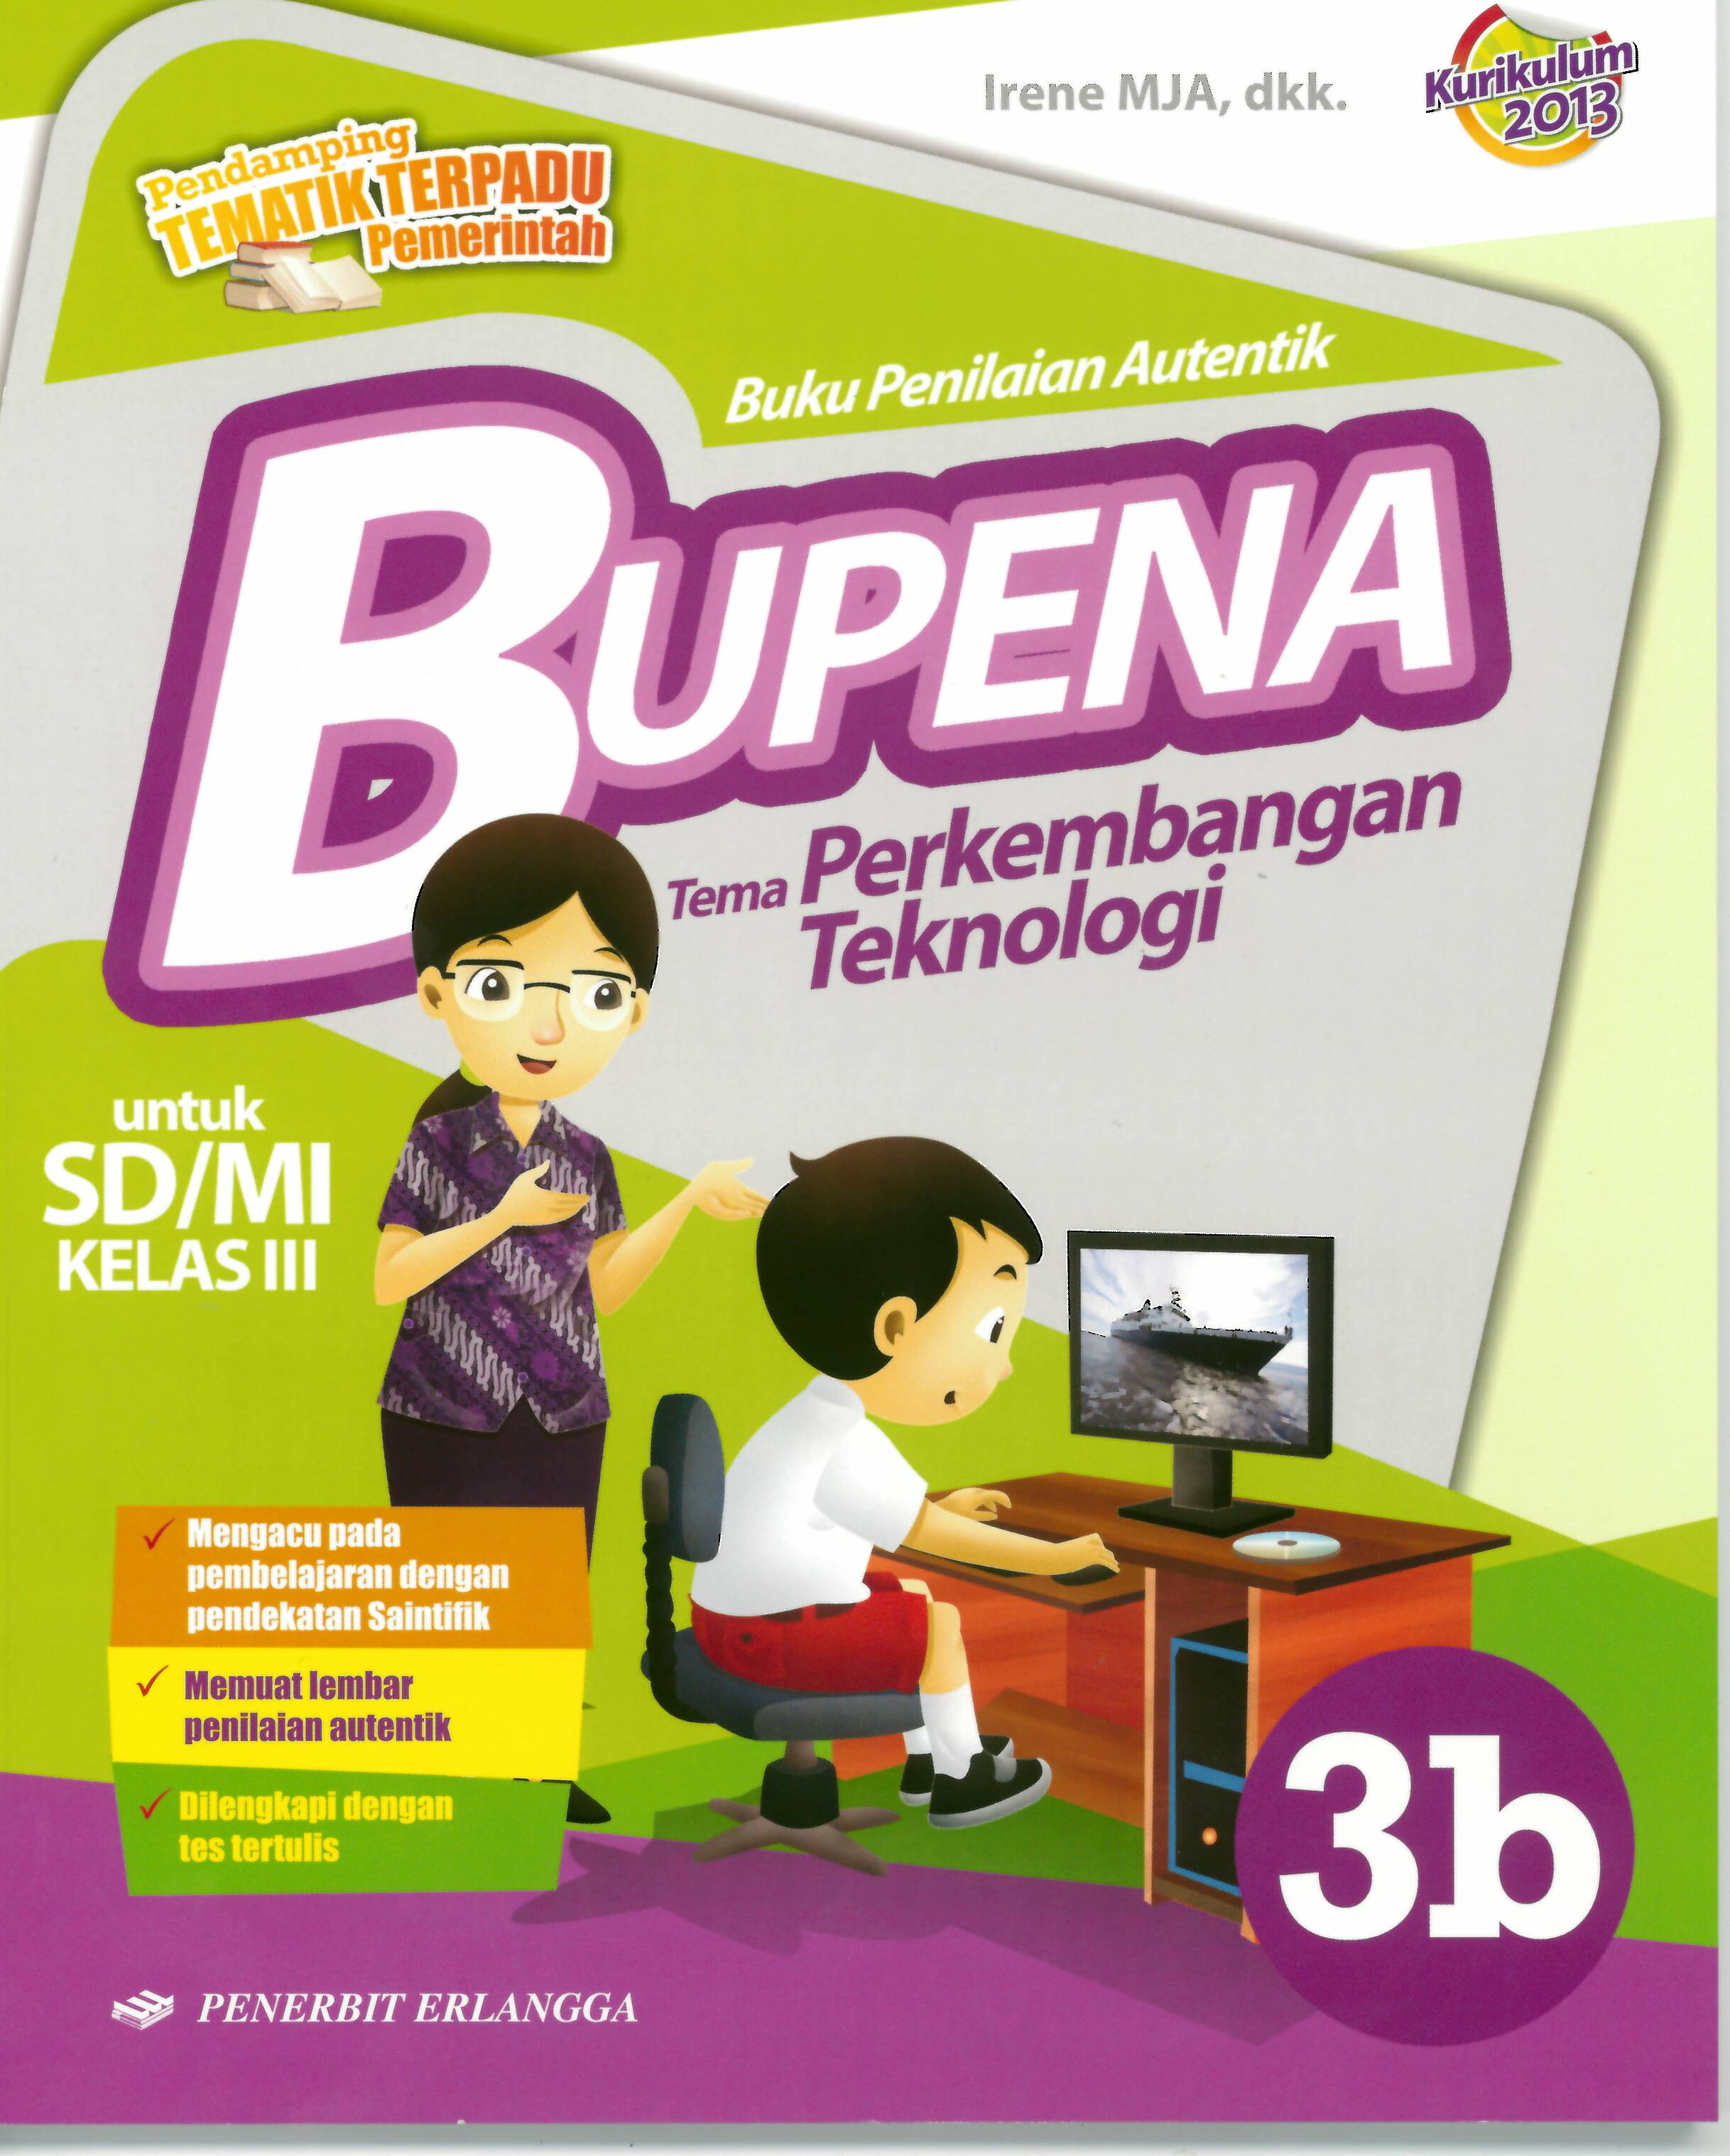 Irene MJA, dkk.
Kurikulum
2013
Pendamping
TEMATIK TERPADU
Pemerintah
Buku Penilaian Autentik
BUPENA
Tema Perkembangan
Teknologi
untuk
SD/MI
KELAS III
✓ Mengacu pada
pembelajaran dengan
pendekatan Saintifik
✓ Memuat lembar
penilaian autentik
✓ Dilengkapi dengan
tes tertulis
3b
PENERBIT ERLANGGA